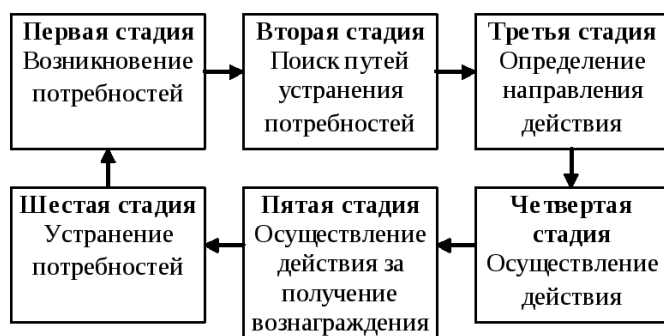 Первая стадия
Возникновение
потребностей
Вторая стадия
Поиск путей
устранения
потребностей
Третья стадия
Определение
направления
действия
Четвертая
стадия
Осуществление
действия
Пятая стадия
Осуществление
действия за
получение
вознаграждения
Шестая стадия
Устранение
потребностей